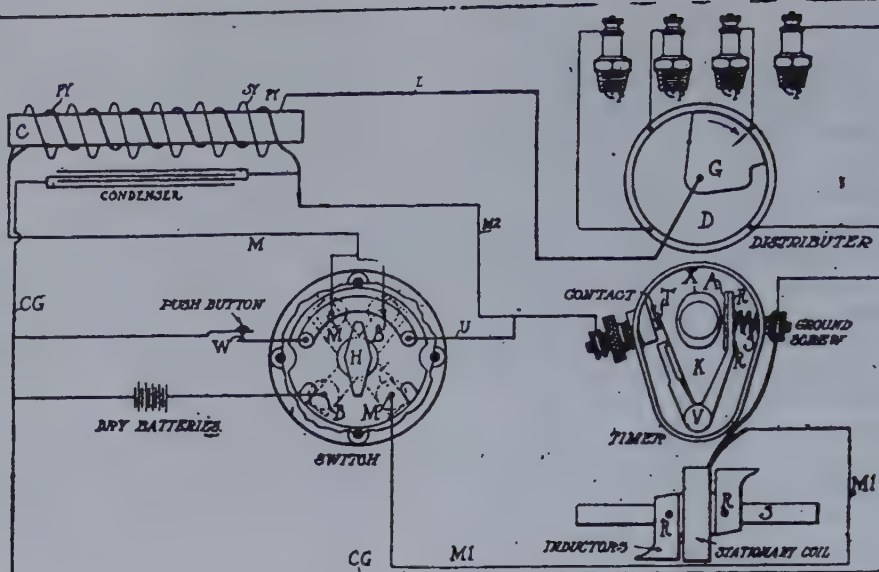 PY
SY PY
L
C
CONDENSER
G
D
M2
M
DISTRIBUTER
CG
PUSH BUTTON
CONTACT
T
X A
R
W
M B
U
GROUND
SCREW
H
K
S
R
V
B M
DRY BATTERIES
TIMER
SWITCH
M1
R
R
S
INDUCTORS
STATIONARY COIL
CG
M1